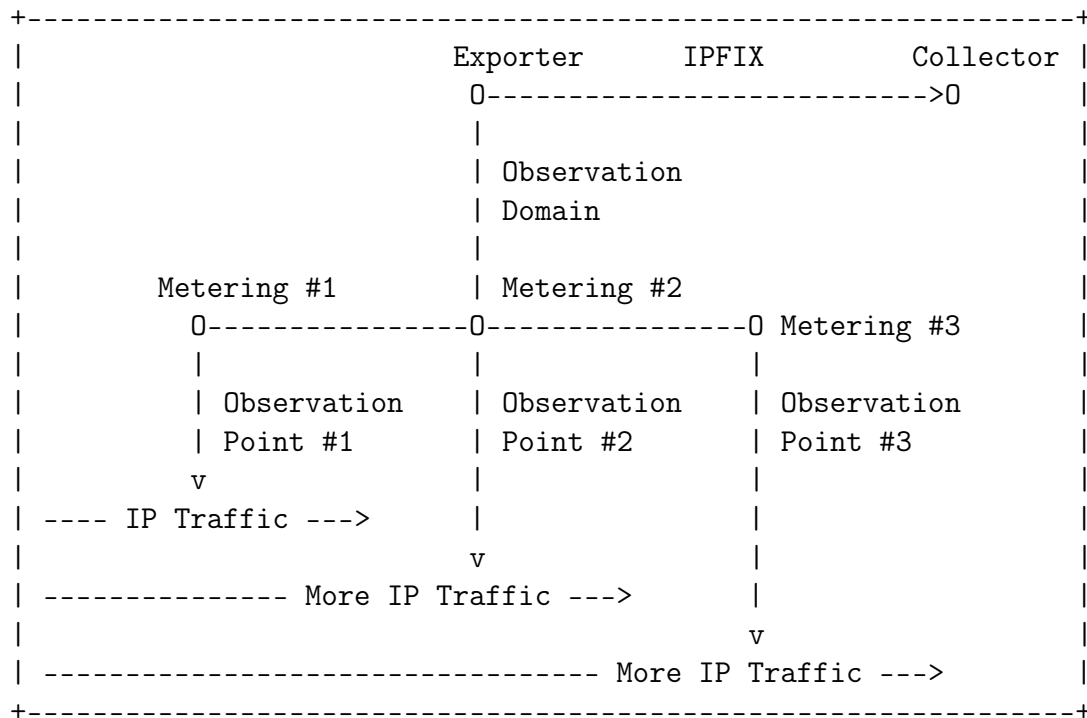 Exporter IPFIX Collector
O--------------------------->O
|
| Observation
| Domain
|
Metering #1 | Metering #2
O----------------O----------------O Metering #3
| | |
| Observation | Observation | Observation
| Point #1 | Point #2 | Point #3
v | |
---- IP Traffic ---> | |
v |
--------------- More IP Traffic ---> |
v
---------------------------------- More IP Traffic --->